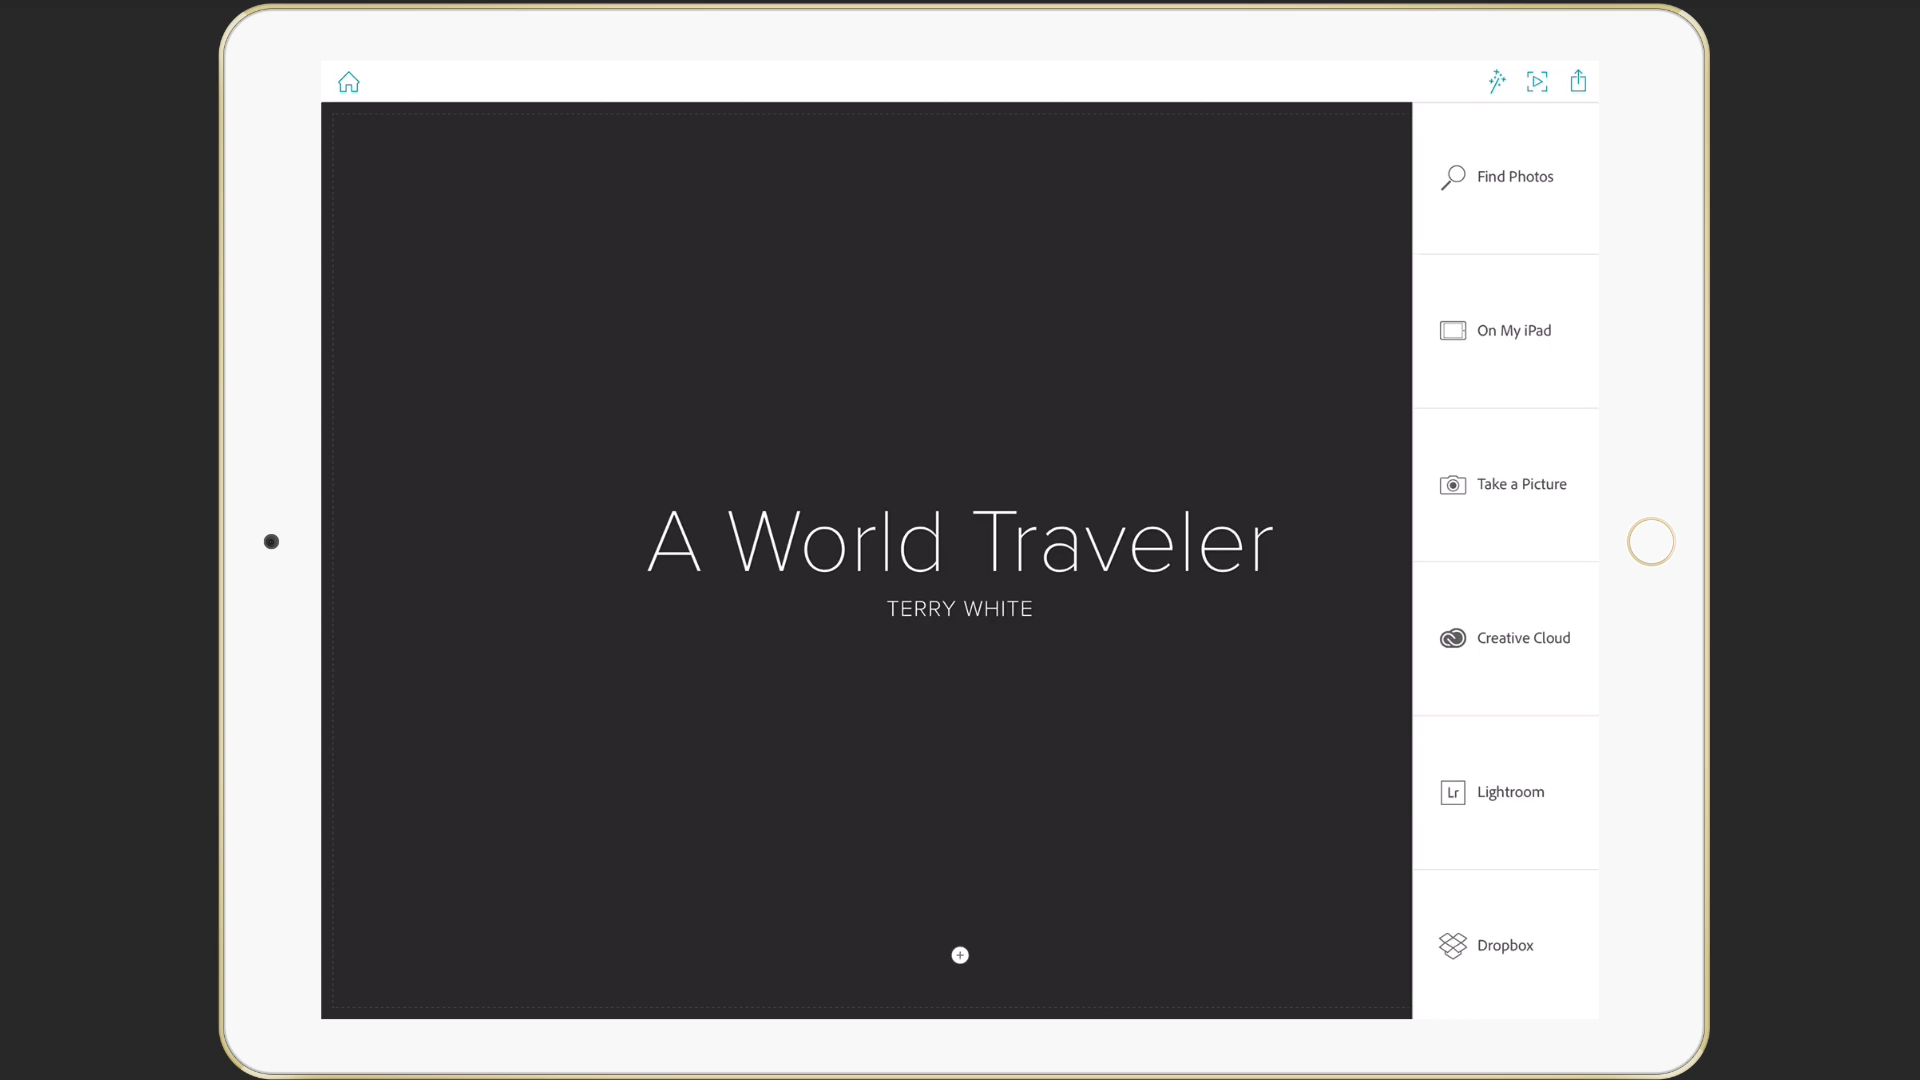 Find Photos
On My iPad
A World Traveler
TERRY WHITE
Take a Picture
Creative Cloud
Lr Lightroom
Dropbox